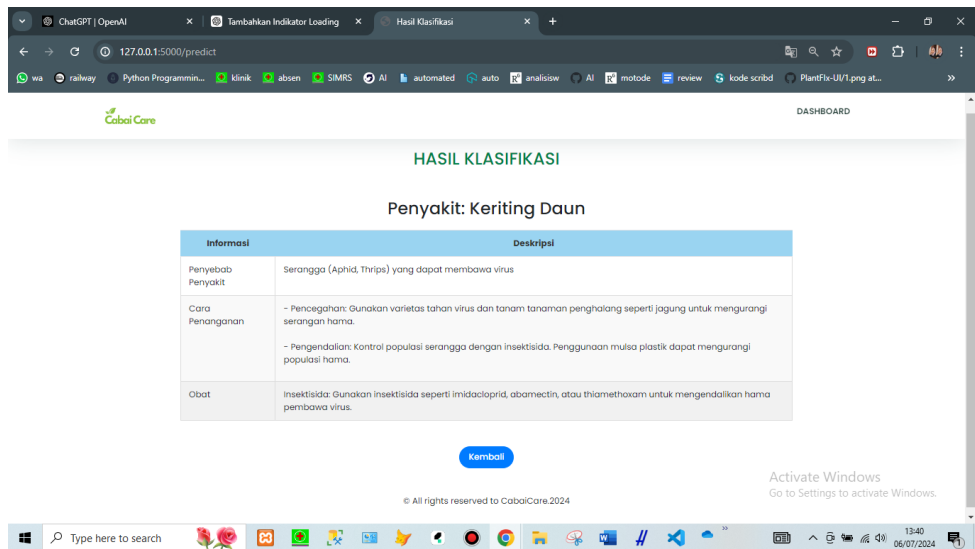 ChatGPT | OpenAI
Tambahkan Indikator Loading
Hasil Klasifikasi
127.0.0.1:5000/predict
wa
railway
Python Programmin...
klinik
absen
SIMRS
AI
automated
auto
analisisw
AI
motode
review
kode scribd
PlantFlx-UI/1.png at...
»
Cabai Care
DASHBOARD
HASIL KLASIFIKASI
Penyakit: Keriting Daun
Informasi
Deskripsi
Penyebab
Penyakit
Serangga (Aphid, Thrips) yang dapat membawa virus
Cara
Penanganan
- Pencegahan: Gunakan varietas tahan virus dan tanam tanaman penghalang seperti jagung untuk mengurangi
serangan hama.
- Pengendalian: Kontrol populasi serangga dengan insektisida. Penggunaan mulsa plastik dapat mengurangi
populasi hama.
Obat
Insektisida: Gunakan insektisida seperti imidacloprid, abamectin, atau thiamethoxam untuk mengendalikan hama
pembawa virus.
Kembali
© All rights reserved to CabaiCare.2024
Activate Windows
Go to Settings to activate Windows.
Type here to search
13:40
06/07/2024